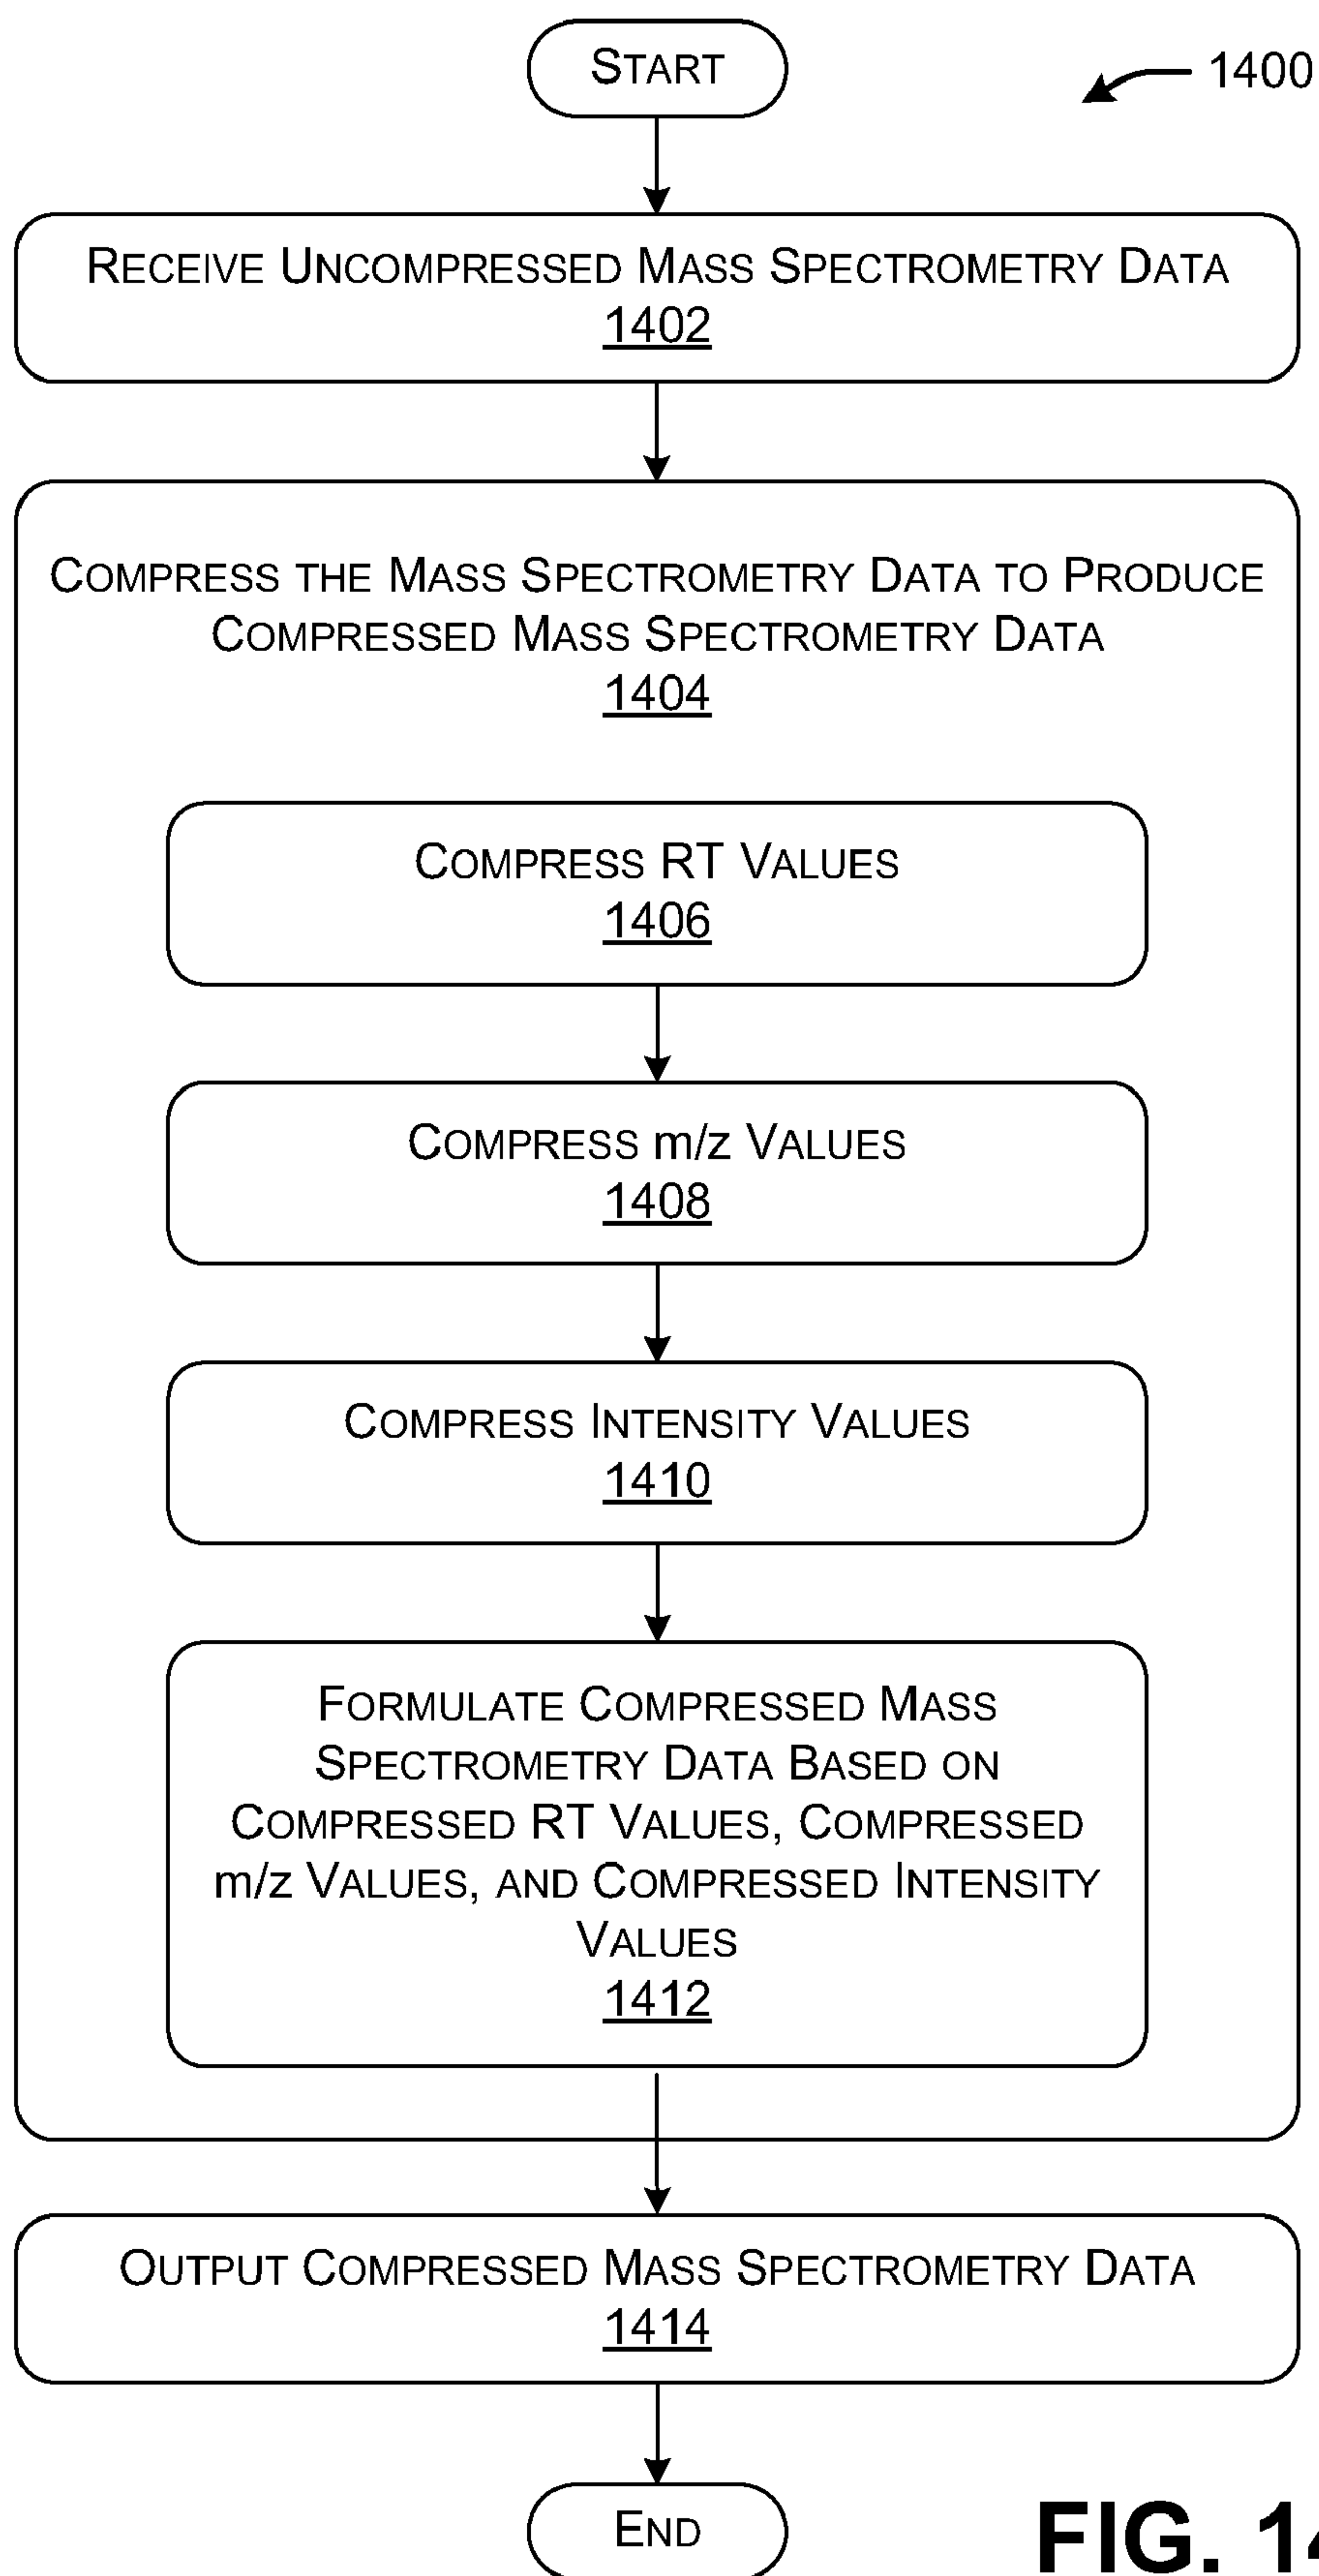 START
1400
RECEIVE UNCOMPRESSED MASS SPECTROMETRY DATA
1402
COMPRESS THE MASS SPECTROMETRY DATA TO PRODUCE
COMPRESSED MASS SPECTROMETRY DATA
1404
COMPRESS RT VALUES
1406
COMPRESS m/z VALUES
1408
COMPRESS INTENSITY VALUES
1410
FORMULATE COMPRESSED MASS
SPECTROMETRY DATA BASED ON
COMPRESSED RT VALUES, COMPRESSED
m/z VALUES, AND COMPRESSED INTENSITY
VALUES
1412
OUTPUT COMPRESSED MASS SPECTROMETRY DATA
1414
END
FIG. 14